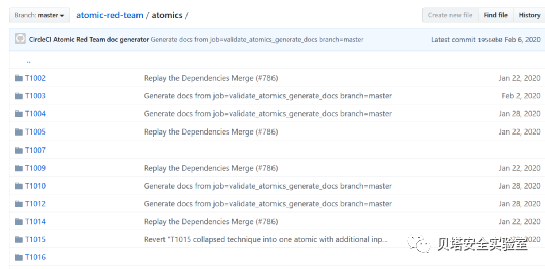 Branch: master
atomic-red-team / atomics /
Create new file Find file History
CircleCI Atomic Red Team doc generator Generate docs from job=validate_atomics_generate_docs branch=master Latest commit Feb 6, 2020
..
T1002 Replay the Dependencies Merge (#786) Jan 22, 2020
T1003 Generate docs from job=validate_atomics_generate_docs branch=master Feb 2, 2020
T1004 Generate docs from job=validate_atomics_generate_docs branch=master Jan 28, 2020
T1005 Replay the Dependencies Merge (#786) Jan 22, 2020
T1007
T1009 Replay the Dependencies Merge (#786) Jan 22, 2020
T1010 Generate docs from job=validate_atomics_generate_docs branch=master Jan 28, 2020
T1012 Generate docs from job=validate_atomics_generate_docs branch=master Jan 28, 2020
T1014 Replay the Dependencies Merge (#786) Jan 22, 2020
T1015 Revert "T1015 collapsed technique into one atomic with additional inp… 2020
T1016
贝塔安全实验室